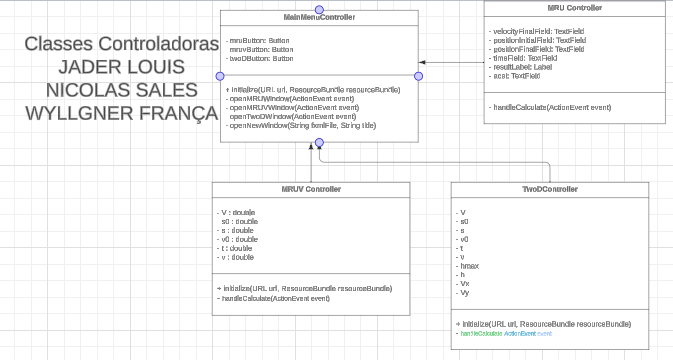 Classes Controladoras
JADER LOUIS
NICOLAS SALES
WYLLGNER FRANÇA
MainMenuController
- mruButton: Button
mruvButton: Button
- twoDButton: Button
+ initialize(URL url, ResourceBundle resourceBundle)
- openMRUWindow(ActionEvent event)
- openMRUVWindow(ActionEvent event)
- openTwoDWindow(ActionEvent event)
- openNewWindow(String fxmlFile, String title)
MRU Controller
- velocityFinalField: TextField
- positionInitialField: TextField
- positionFinalField: TextField
- timeField: TextField
- resultLabel: Label
- acel: TextField
- handleCalculate(ActionEvent event)
MRUV Controller
- V : double
s0 : double
- s : double
- v0 : double
- t : double
- v : double
+ initialize(URL url, ResourceBundle resourceBundle)
- handleCalculate(ActionEvent event)
TwoDController
- V
- s0
- s
- v0
- t
- v
- hmax
- h
- Vx
- Vy
+ initialize(URL url, ResourceBundle resourceBundle)
- handleCalculate ActionEvent event